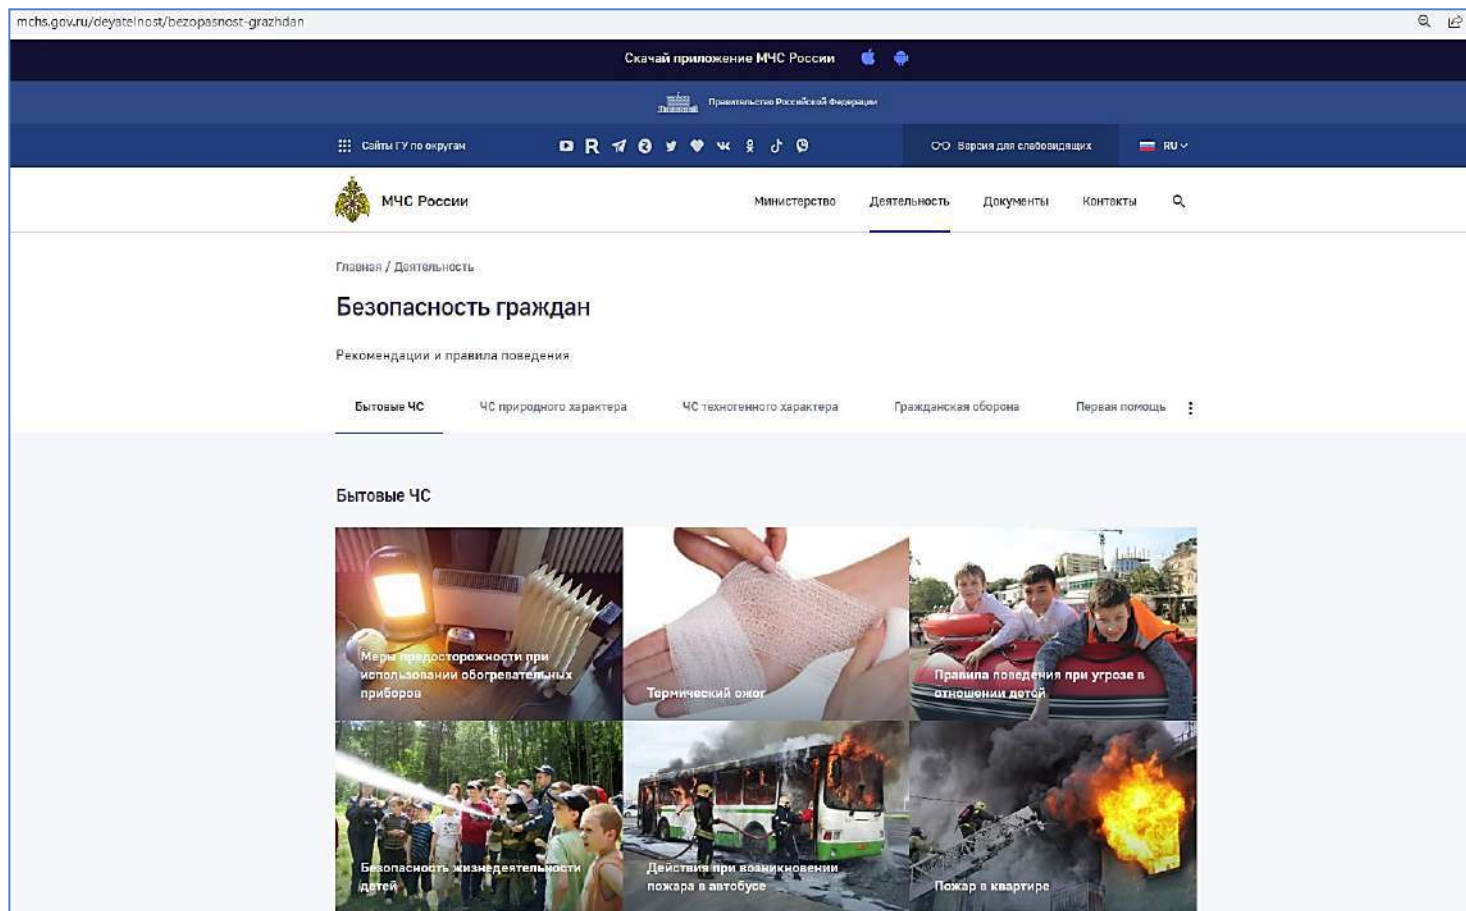 mchs.gov.ru/deyatelnost/bezopasnost-grazhdan
Скачай приложение МЧС России
Правительство Российской Федерации
Сайты ГУ по округам
Версия для слабовидящих
RU
МЧС России
Министерство
Деятельность
Документы
Контакты
Главная / Деятельность
Безопасность граждан
Рекомендации и правила поведения
Бытовые ЧС
ЧС природного характера
ЧС техногенного характера
Гражданская оборона
Первая помощь
Бытовые ЧС
Меры предосторожности при
использовании обогревательных
приборов
Термический ожог
Правила поведения при угрозе в
отношении детей
Безопасность жизнедеятельности
детей
Действия при возникновении
пожара в автобусе
Пожар в квартире